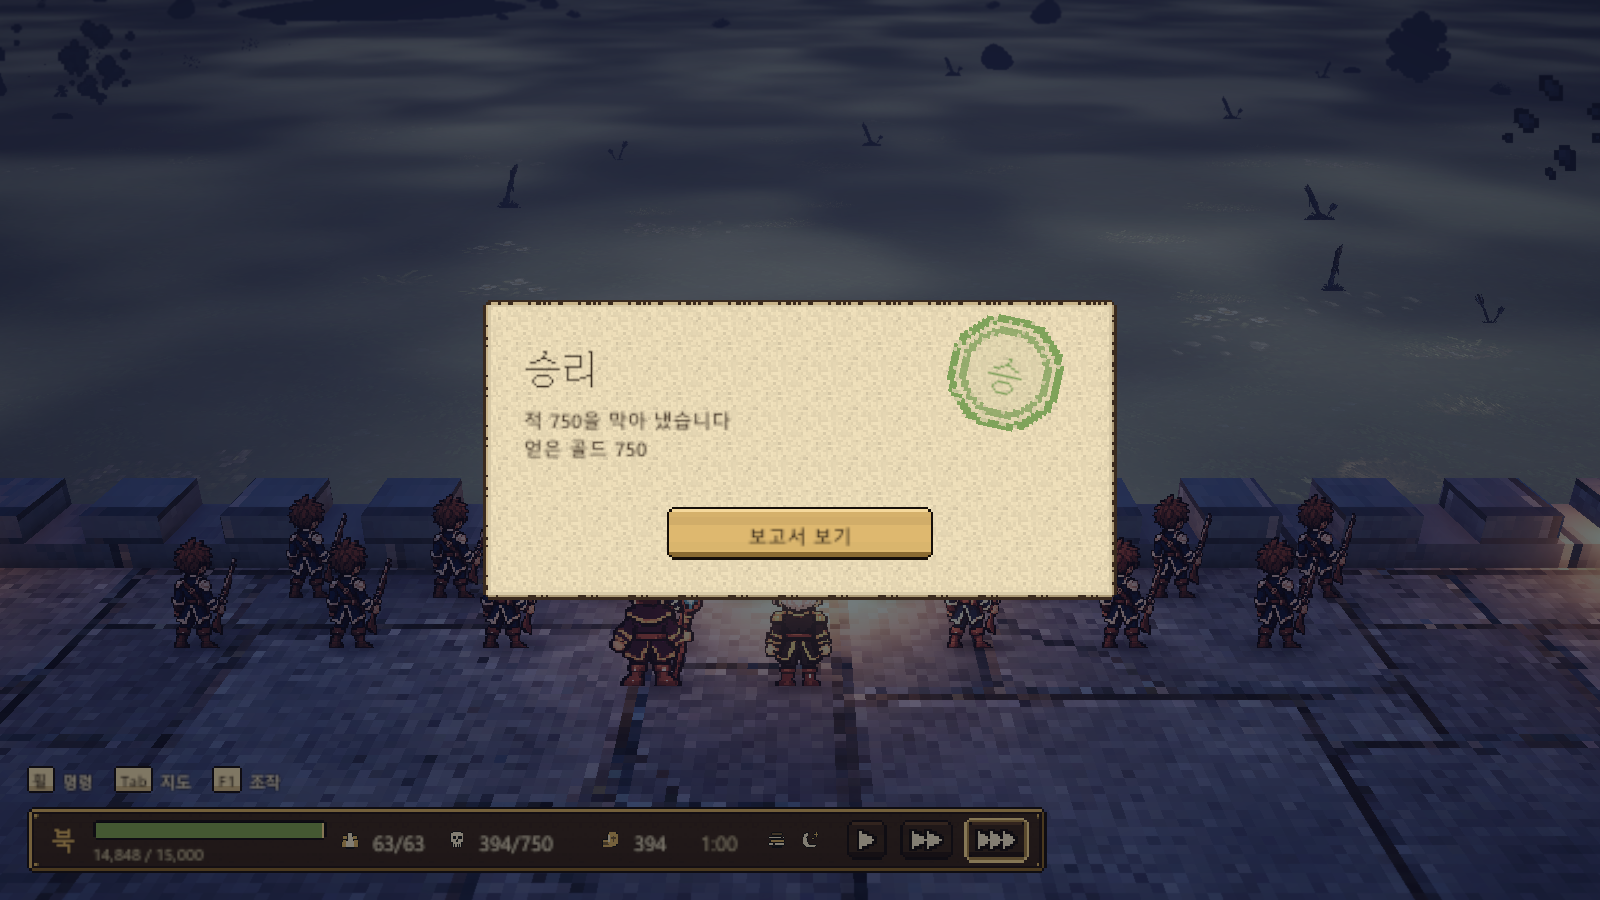 승리
승
적 750을 막아 냈습니다
얻은 골드 750
보고서 보기
휠 명령 Tab 지도 F1 조작
북 14,848 / 15,000 63/63 394/750 394 1:00